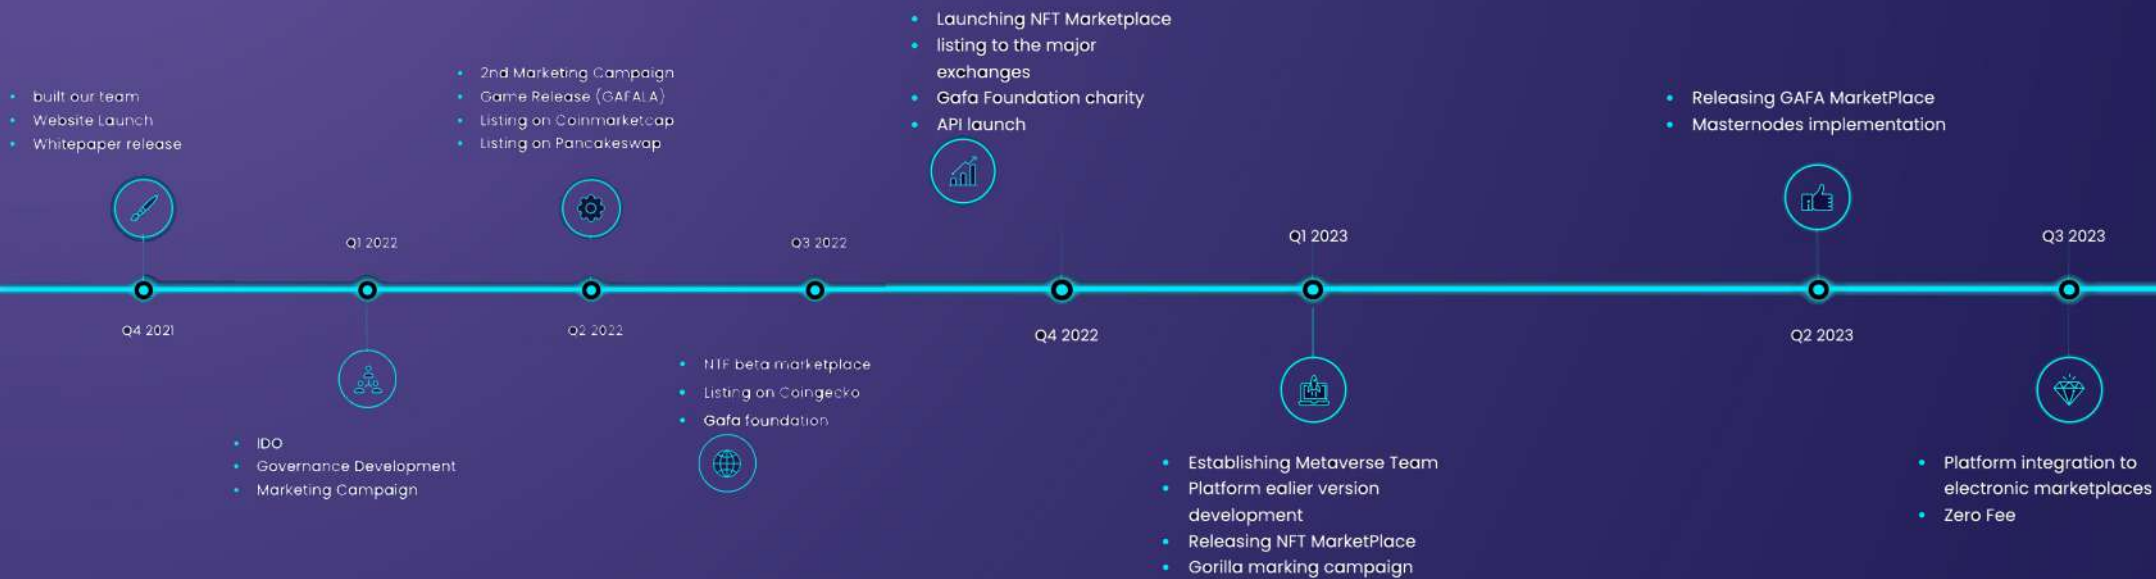 built our team
Website Launch
Whitepaper release
Q4 2021
Q1 2022
IDO
Governance Development
Marketing Campaign
2nd Marketing Campaign
Game Release (GAFALA)
Listing on Coinmarketcap
Listing on Pancakeswap
Q2 2022
Q3 2022
NTF beta marketplace
Listing on Coingecko
Gafa foundation
Launching NFT Marketplace
listing to the major
exchanges
Gafa Foundation charity
API launch
Q4 2022
Q1 2023
Establishing Metaverse Team
Platform ealier version
development
Releasing NFT MarketPlace
Gorilla marking campaign
Releasing GAFA MarketPlace
Masternodes implementation
Q2 2023
Q3 2023
Platform integration to
electronic marketplaces
Zero Fee